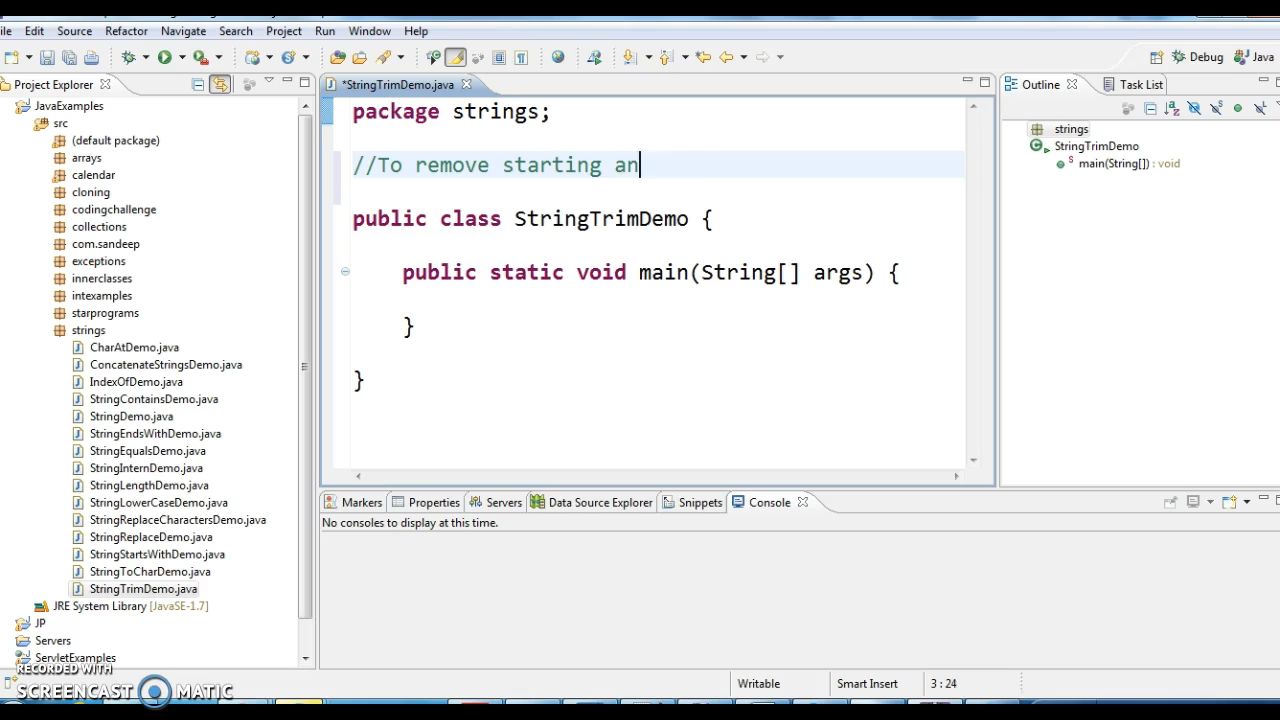 ile Edit Source Refactor Navigate Search Project Run Window Help
Debug Java
Project Explorer
*StringTrimDemo.java
Outline Task List
JavaExamples
src
(default package)
arrays
calendar
cloning
codingchallenge
collections
com.sandeep
exceptions
innerclasses
intexamples
starprograms
strings
CharAtDemo.java
ConcatenateStringsDemo.java
IndexOfDemo.java
StringContainsDemo.java
StringDemo.java
StringEndsWithDemo.java
StringEqualsDemo.java
StringInternDemo.java
StringLengthDemo.java
StringLowerCaseDemo.java
StringReplaceCharactersDemo.java
StringReplaceDemo.java
StringStartsWithDemo.java
StringToCharDemo.java
StringTrimDemo.java
JRE System Library [JavaSE-1.7]
JP
Servers
ServletExamples
package strings;
//To remove starting an
public class StringTrimDemo {
public static void main(String[] args) {
}
}
strings
StringTrimDemo
main(String[]) : void
Markers Properties Servers Data Source Explorer Snippets Console
No consoles to display at this time.
RECORDED WITH
SCREENCAST MATIC
Writable Smart Insert 3 : 24